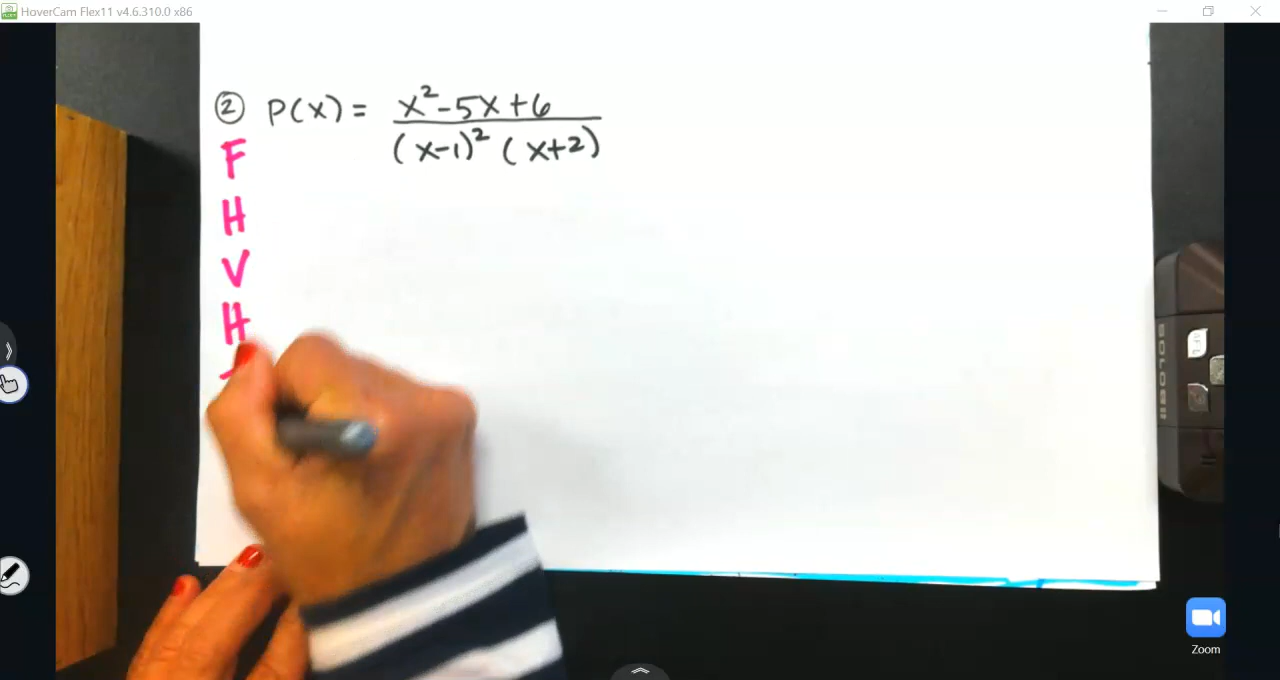 HoverCam Flex11 v4.6.310.0 x86
② P(x) = x²-5x+6
(x-1)² (x+2)
F
H
V
H
Zoom